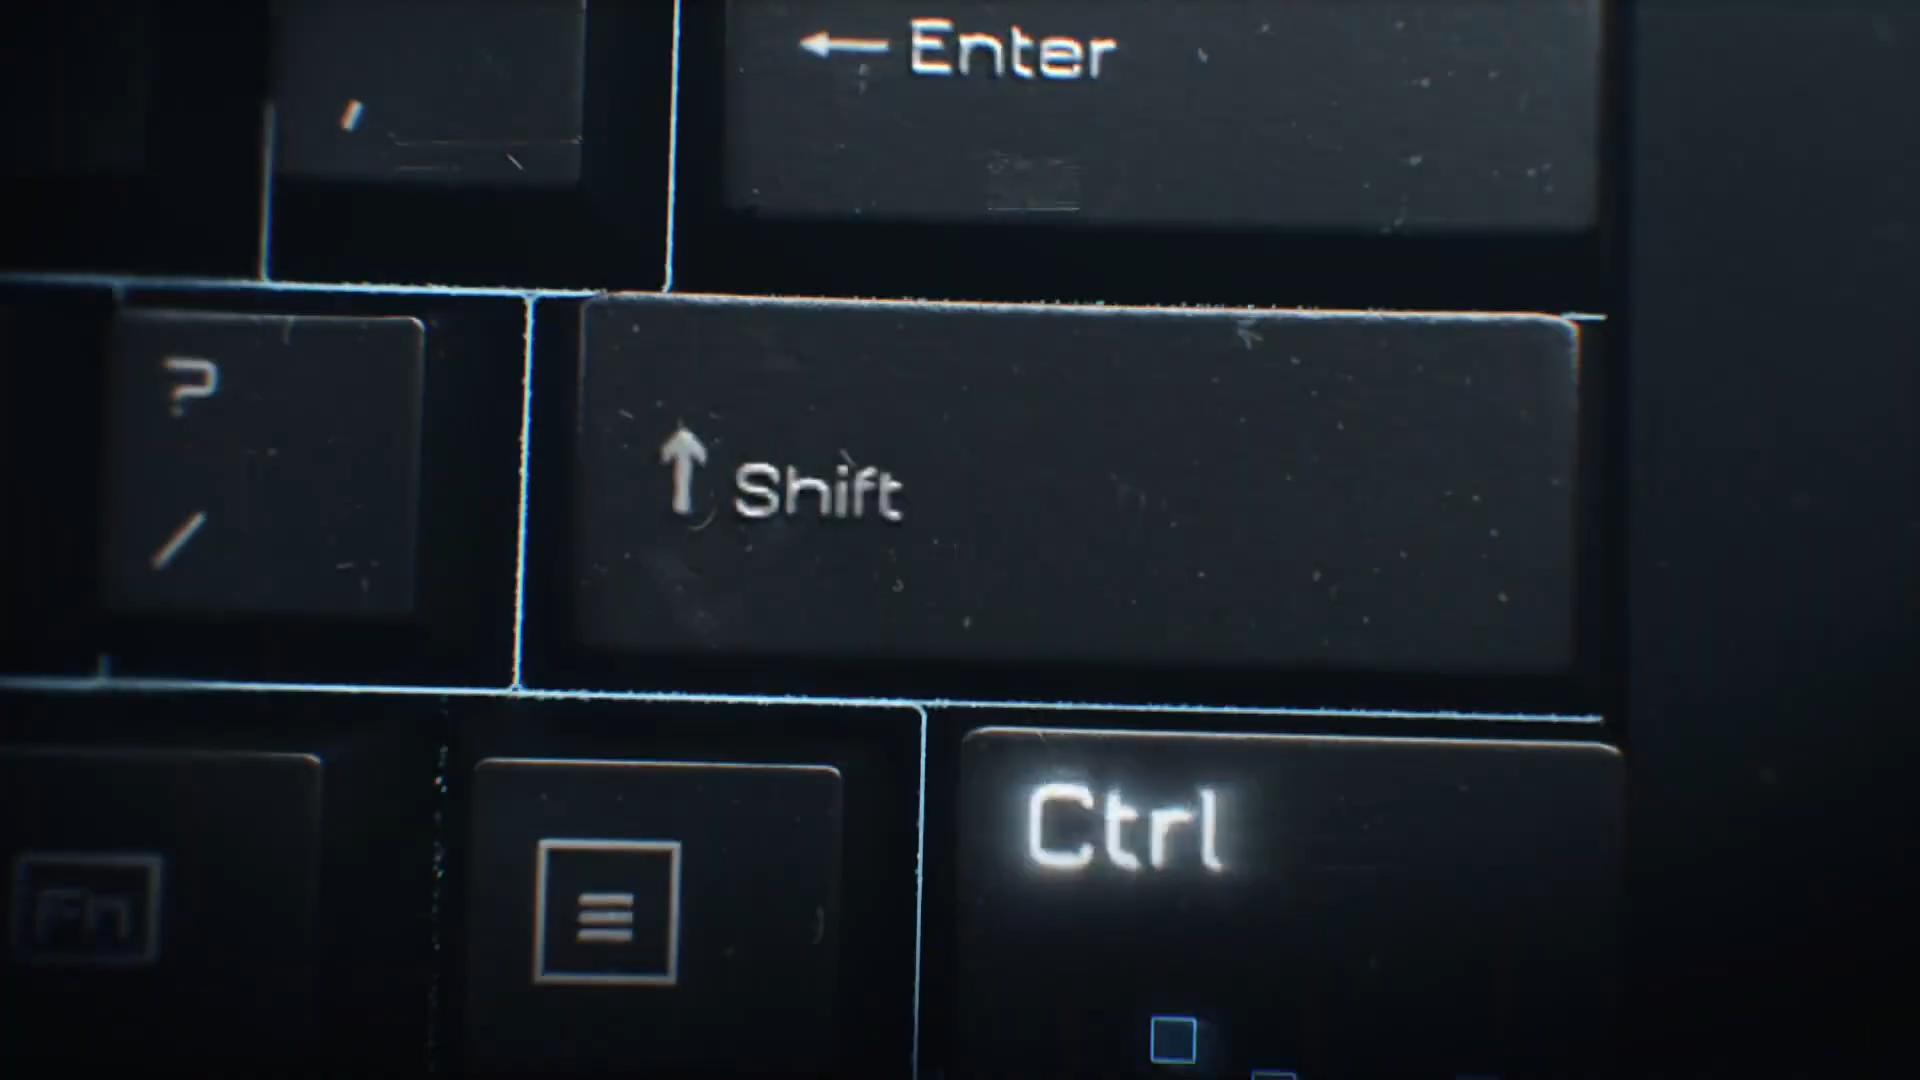 ← Enter
'
?
/
↑ Shift
Ctrl
Fn